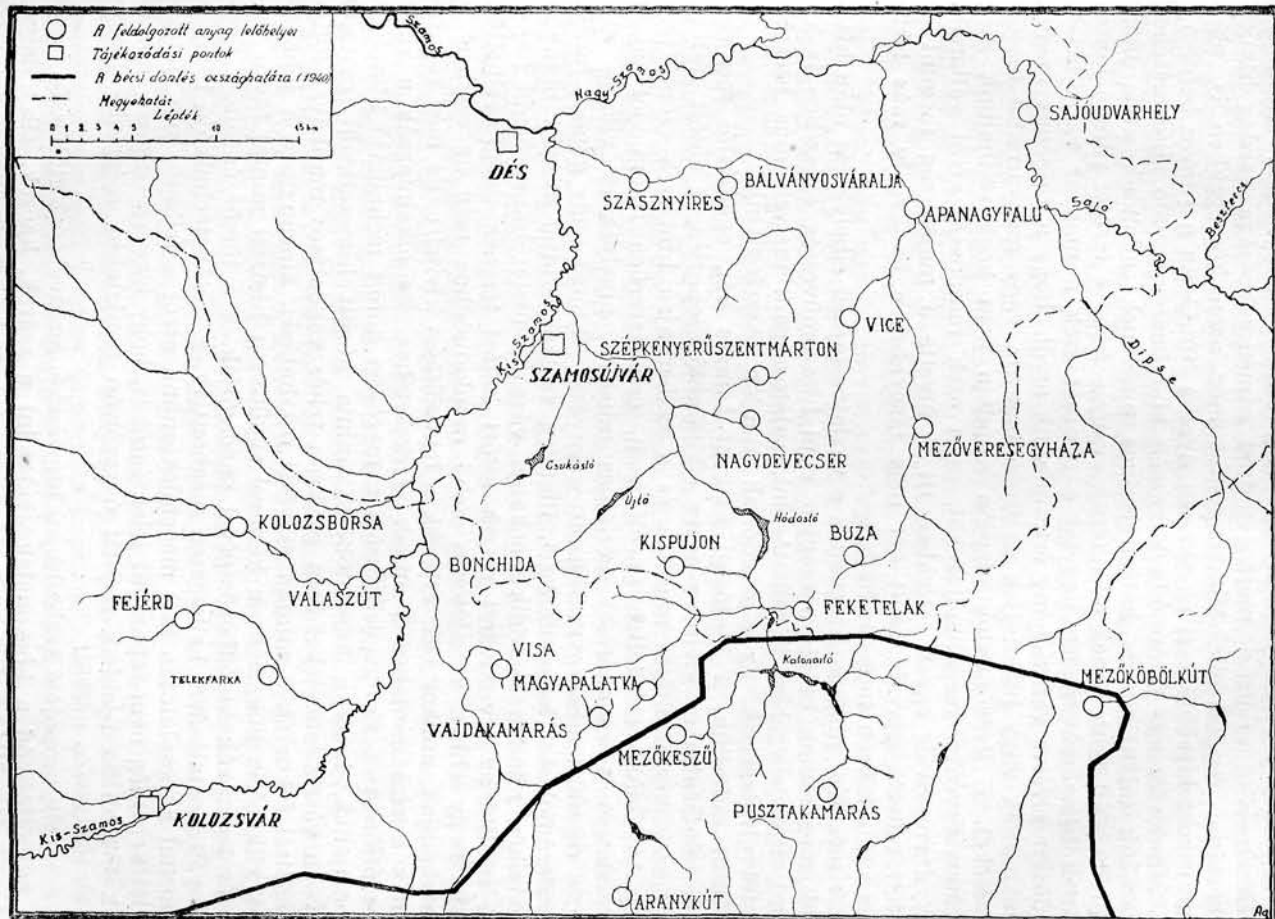 A feldolgozott anyag lelőhelyei
Tájékozódási pontok
A bécsi döntés országhatára (1940)
Megyehatár
Lépték
0 1 2 3 4 5 10 15 km
Szamos
Nagy-Szamos
SAJÓUDVARHELY
DÉS
BÁLVÁNYOSVÁRALJA
SZÁSZNYÍRES
APANAGYFALU
Sajó
Beszterce
VICE
Kis-Szamos
SZÉPKENYERŰSZENTMÁRTON
SZAMOSÚJVÁR
Dipse
NAGYDEVECSER
MEZŐVERESEGYHÁZA
Csukástó
Újtó
Hódostó
KOLOZSBORSA
KISPUJON
BUZA
BONCHIDA
VÁLASZÚT
FEJÉRD
FEKETELAK
VISA
Katonató
TELEKFARKA
MAGYAPALATKA
MEZŐKÖBÖLKÚT
VAJDAKAMARÁS
MEZŐKESZŰ
PUSZTAKAMARÁS
Kis-Szamos
KOLOZSVÁR
ARANYKÚT